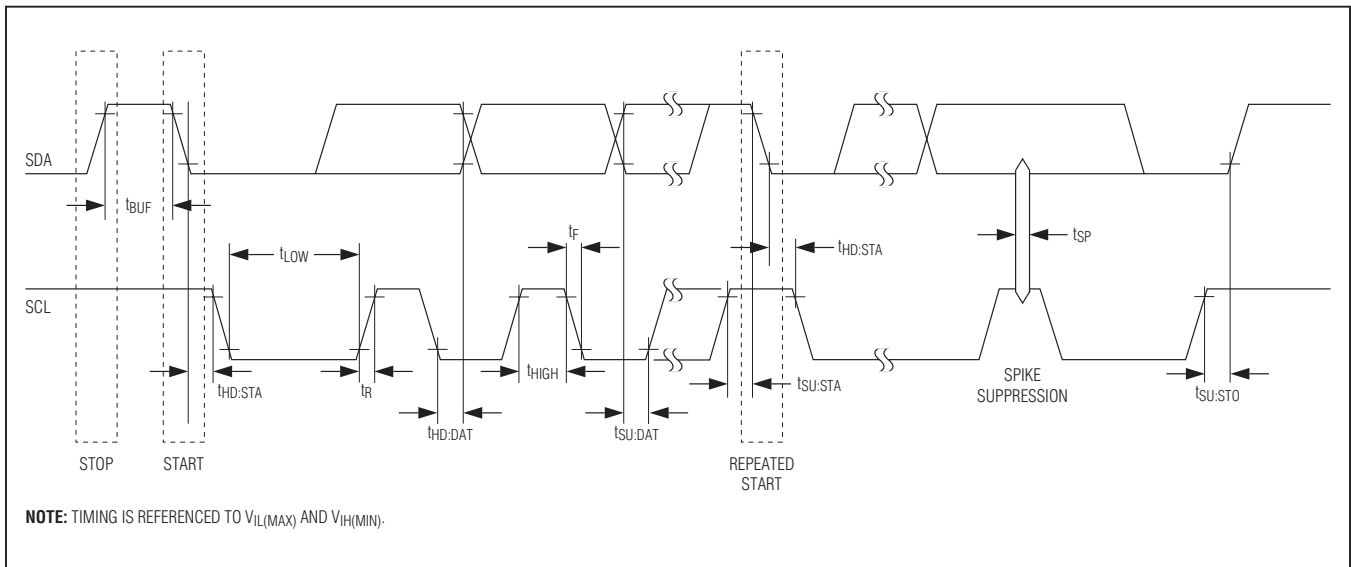 SDA
tBUF
tLOW
tF
tHD:STA
tSP
SCL
tHD:STA
tR
tHD:DAT
tHIGH
tSU:DAT
tSU:STA
SPIKE
SUPPRESSION
tSU:STO
STOP
START
REPEATED
START
NOTE: TIMING IS REFERENCED TO VIL(MAX) AND VIH(MIN).